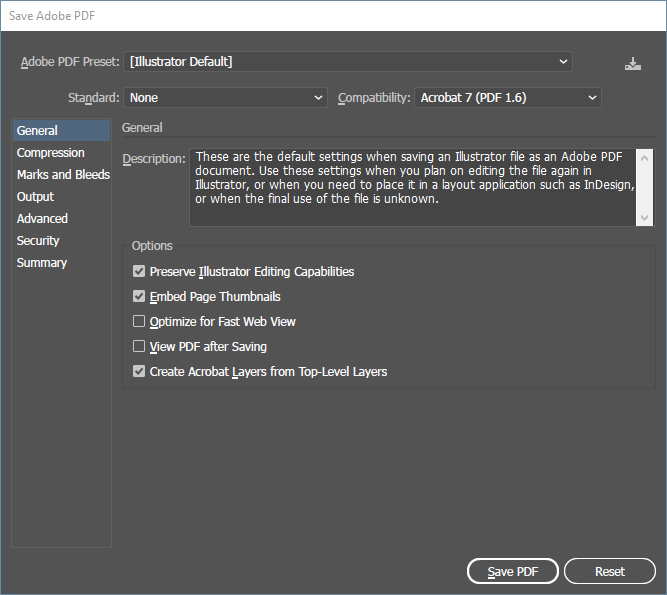 Save Adobe PDF
Adobe PDF Preset: [Illustrator Default]
Standard: None Compatibility: Acrobat 7 (PDF 1.6)
General
Compression
Marks and Bleeds
Output
Advanced
Security
Summary
General
Description: These are the default settings when saving an Illustrator file as an Adobe PDF
document. Use these settings when you plan on editing the file again in
Illustrator, or when you need to place it in a layout application such as InDesign,
or when the final use of the file is unknown.
Options
Preserve Illustrator Editing Capabilities
Embed Page Thumbnails
Optimize for Fast Web View
View PDF after Saving
Create Acrobat Layers from Top-Level Layers
Save PDF Reset